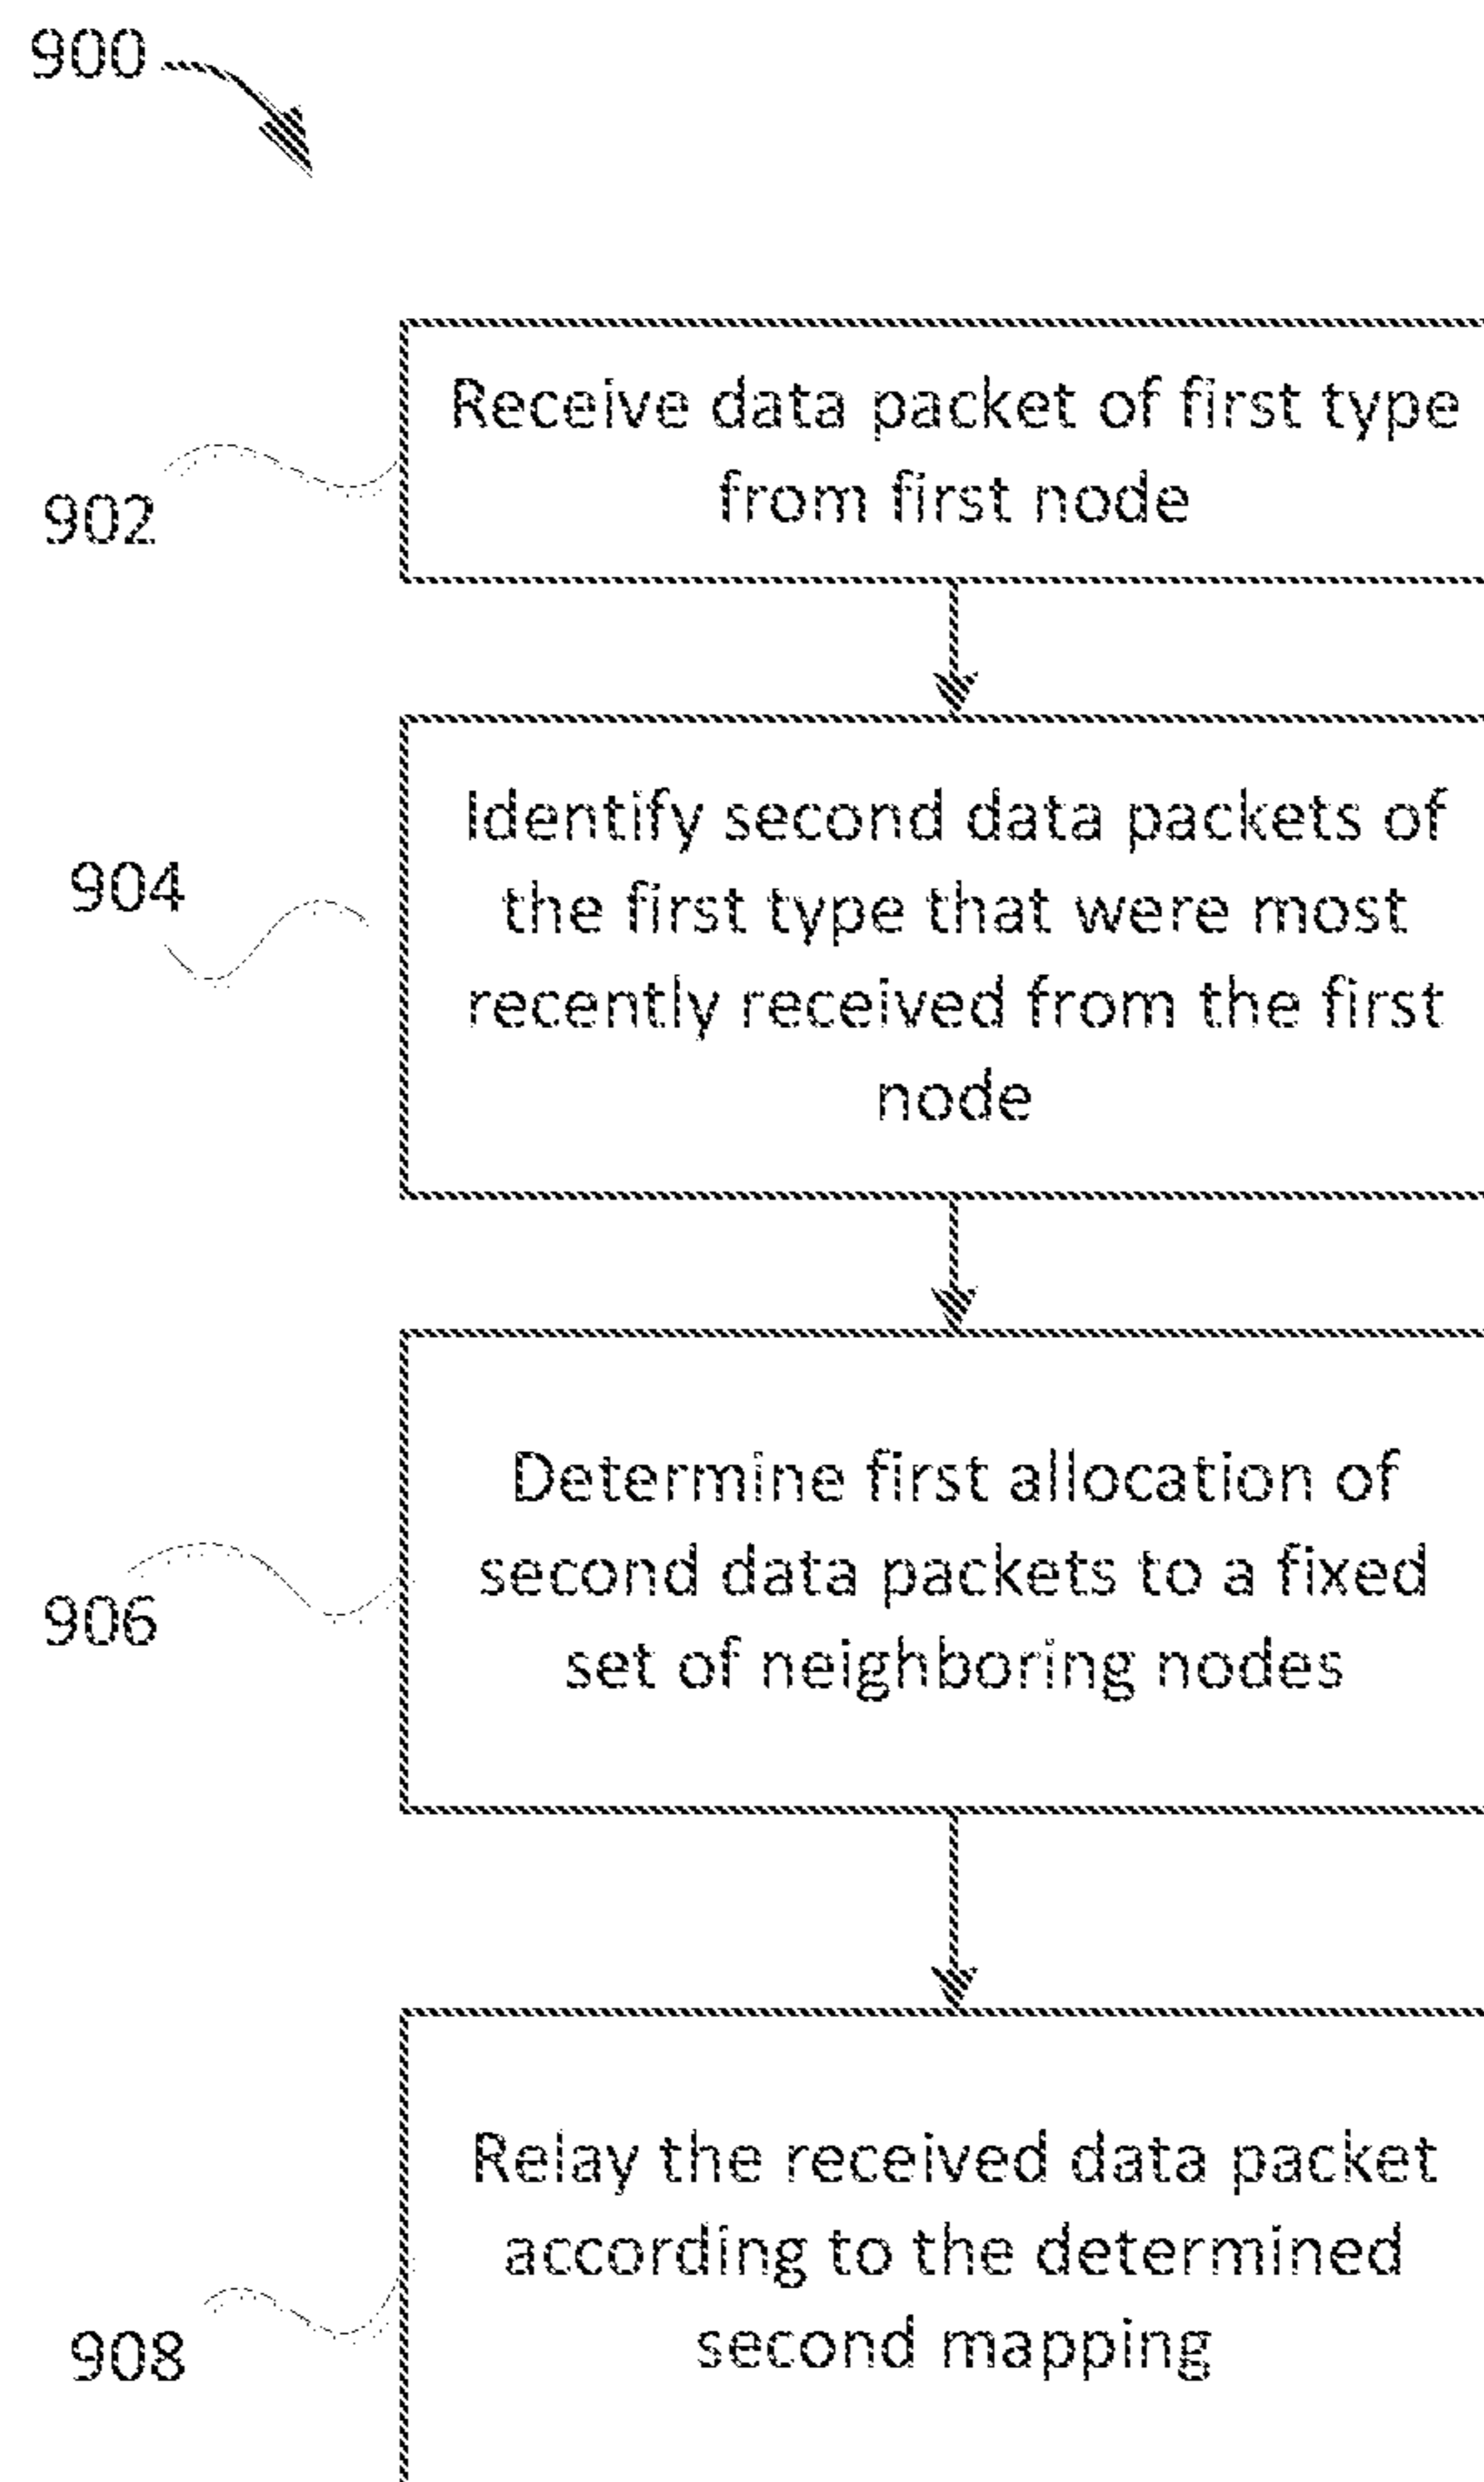 900
Receive data packet of first type
from first node
902
Identify second data packets of
the first type that were most
recently received from the first
node
904
Determine first allocation of
second data packets to a fixed
set of neighboring nodes
906
Relay the received data packet
according to the determined
second mapping
908